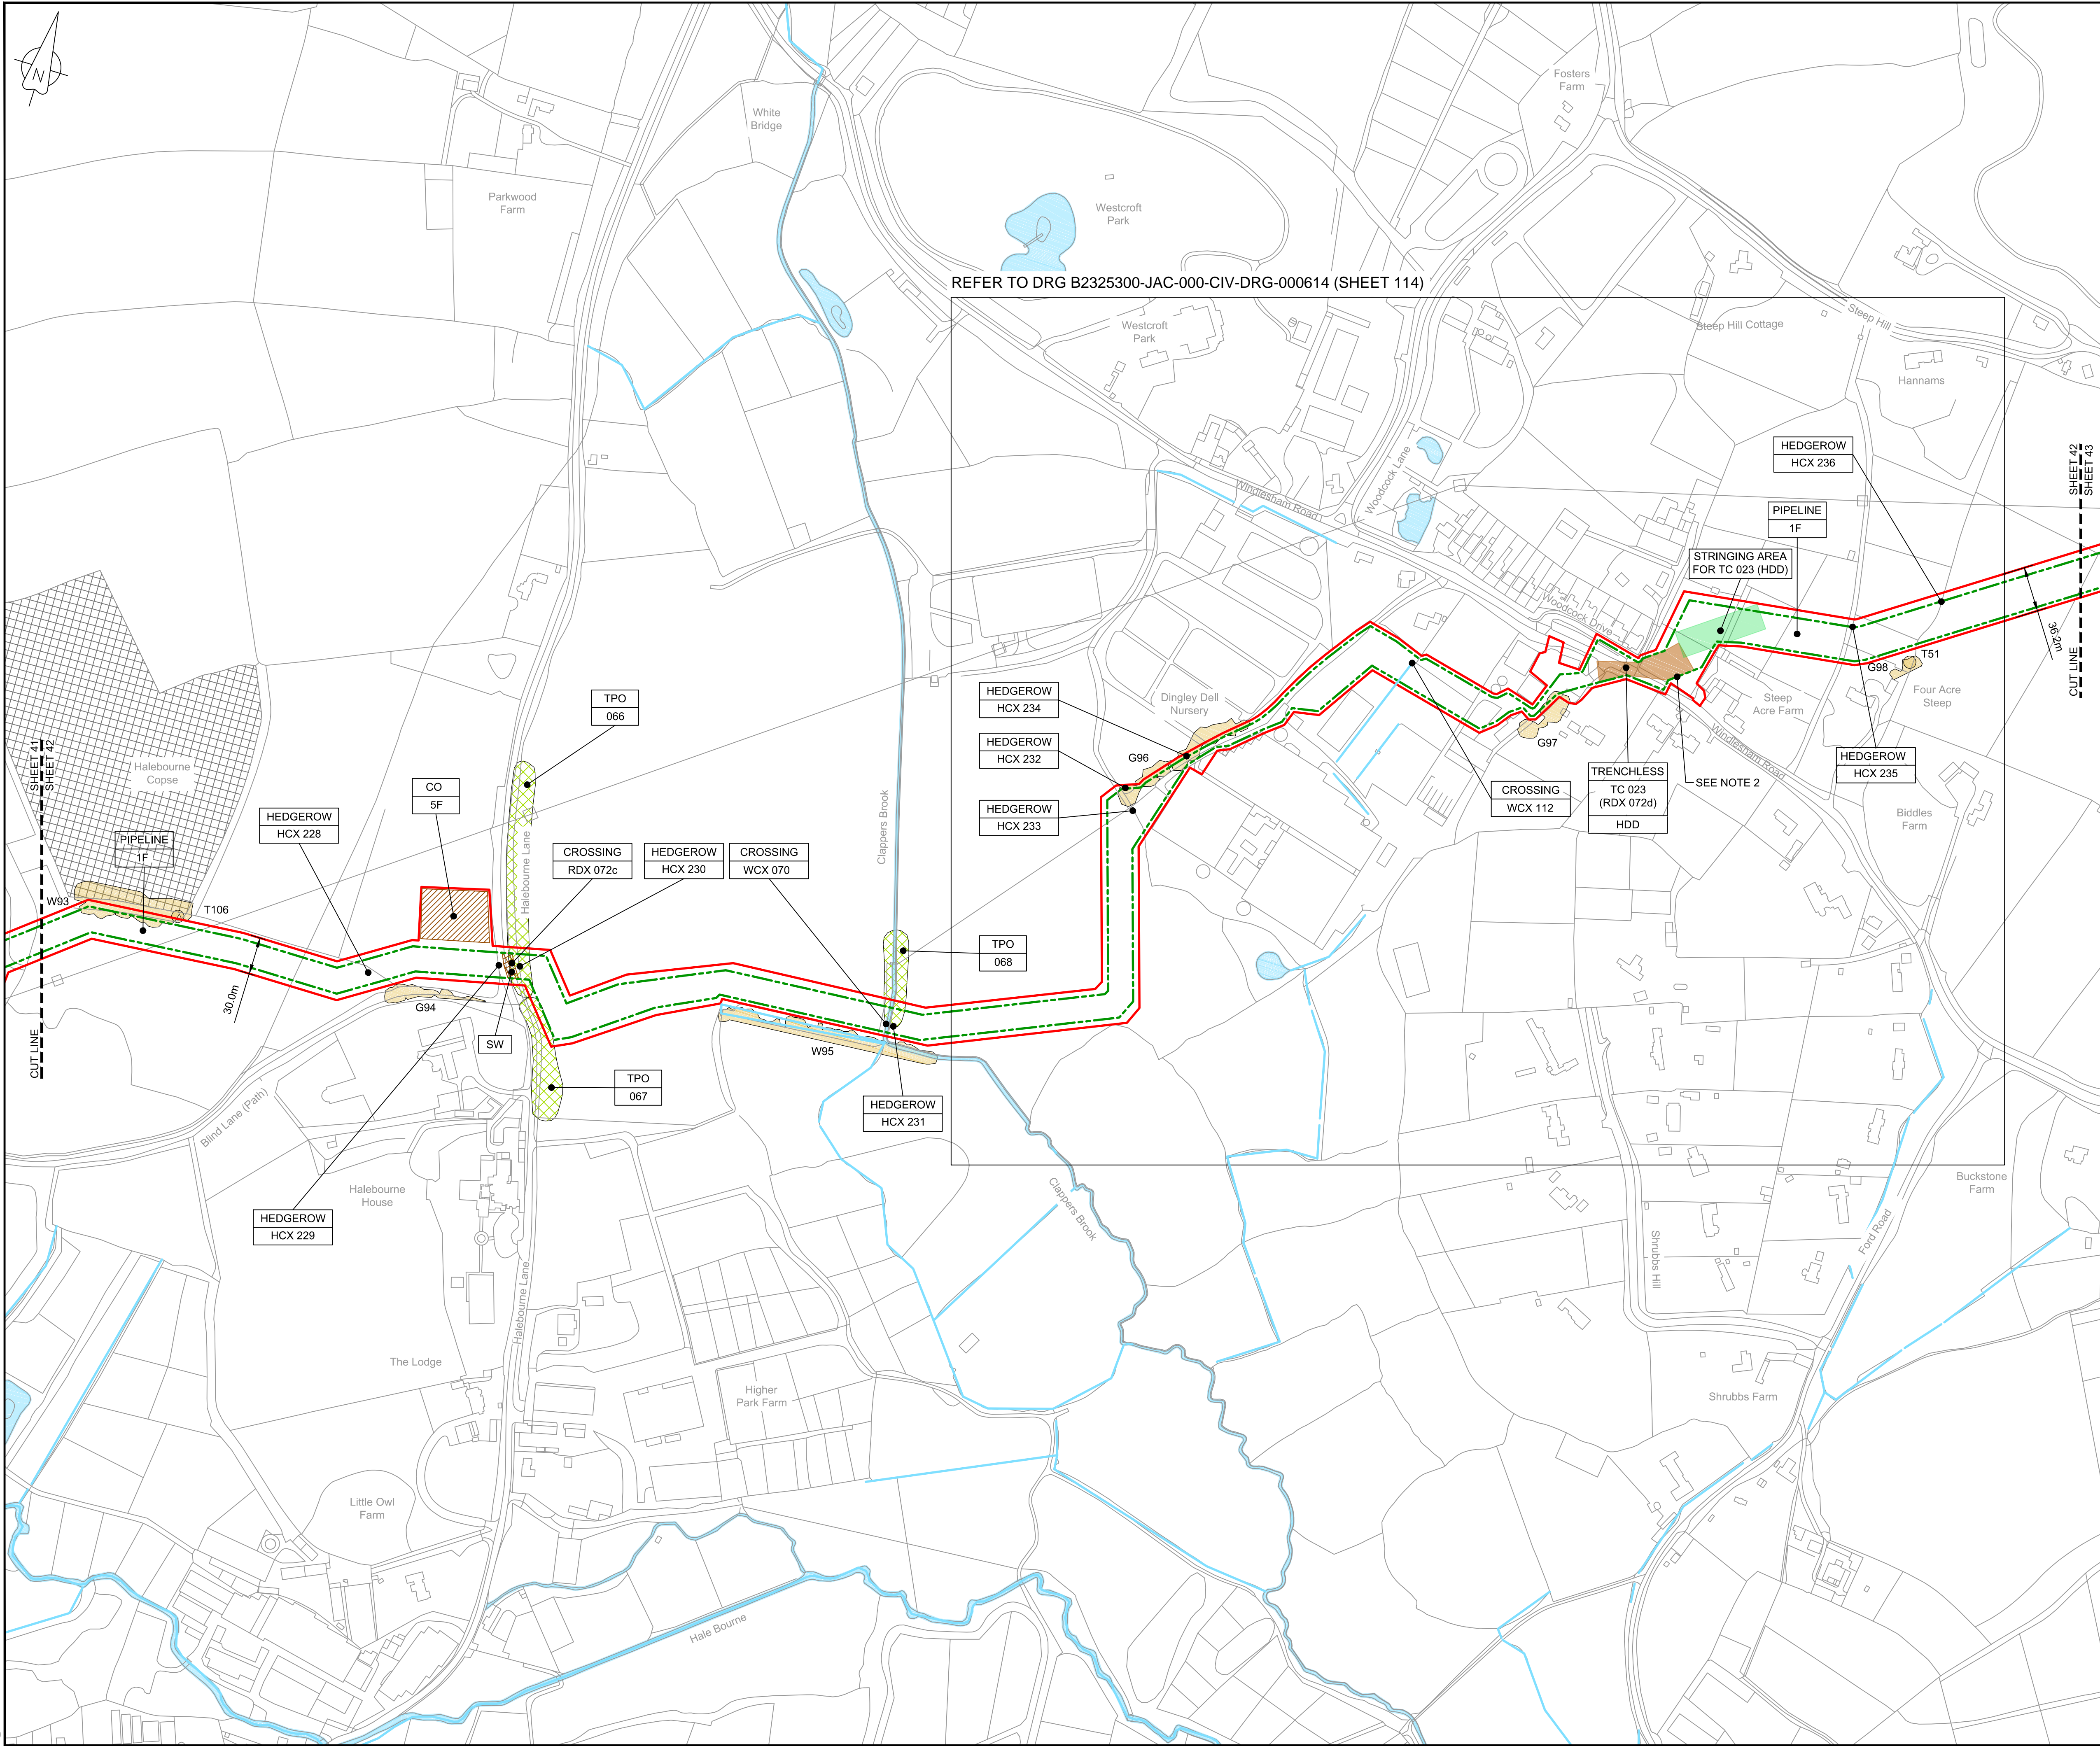 N
White
Bridge
Fosters
Farm
Parkwood
Farm
Westcroft
Park
REFER TO DRG B2325300-JAC-000-CIV-DRG-000614 (SHEET 114)
Westcroft
Park
Steep Hill Cottage
Steep Hill
Hannams
HEDGEROW
HCX 236
SHEET 42
SHEET 43
CUT LINE
Woodcock Lane
Windlesham Road
PIPELINE
1F
STRINGING AREA
FOR TC 023 (HDD)
Woodcock Drive
36.2m
G98
T51
Four Acre
Steep
Steep
Acre Farm
Windlesham Road
HEDGEROW
HCX 234
Dingley Dell
Nursery
TPO
066
HEDGEROW
HCX 232
G96
G97
HEDGEROW
HCX 235
SHEET 41
SHEET 42
CUT LINE
Halebourne
Copse
CO
5F
TRENCHLESS
TC 023
(RDX 072d)
HDD
SEE NOTE 2
CROSSING
WCX 112
HEDGEROW
HCX 233
Biddles
Farm
HEDGEROW
HCX 228
PIPELINE
1F
Halebourne Lane
Clappers Brook
CROSSING
RDX 072c
HEDGEROW
HCX 230
CROSSING
WCX 070
W93
T106
TPO
068
30.0m
G94
SW
W95
TPO
067
HEDGEROW
HCX 231
Blind Lane (Path)
Halebourne
House
HEDGEROW
HCX 229
Clappers Brook
Buckstone
Farm
Ford Road
Shrubbs Hill
Halebourne Lane
The Lodge
Higher
Park Farm
Shrubbs Farm
Little Owl
Farm
Hale Bourne